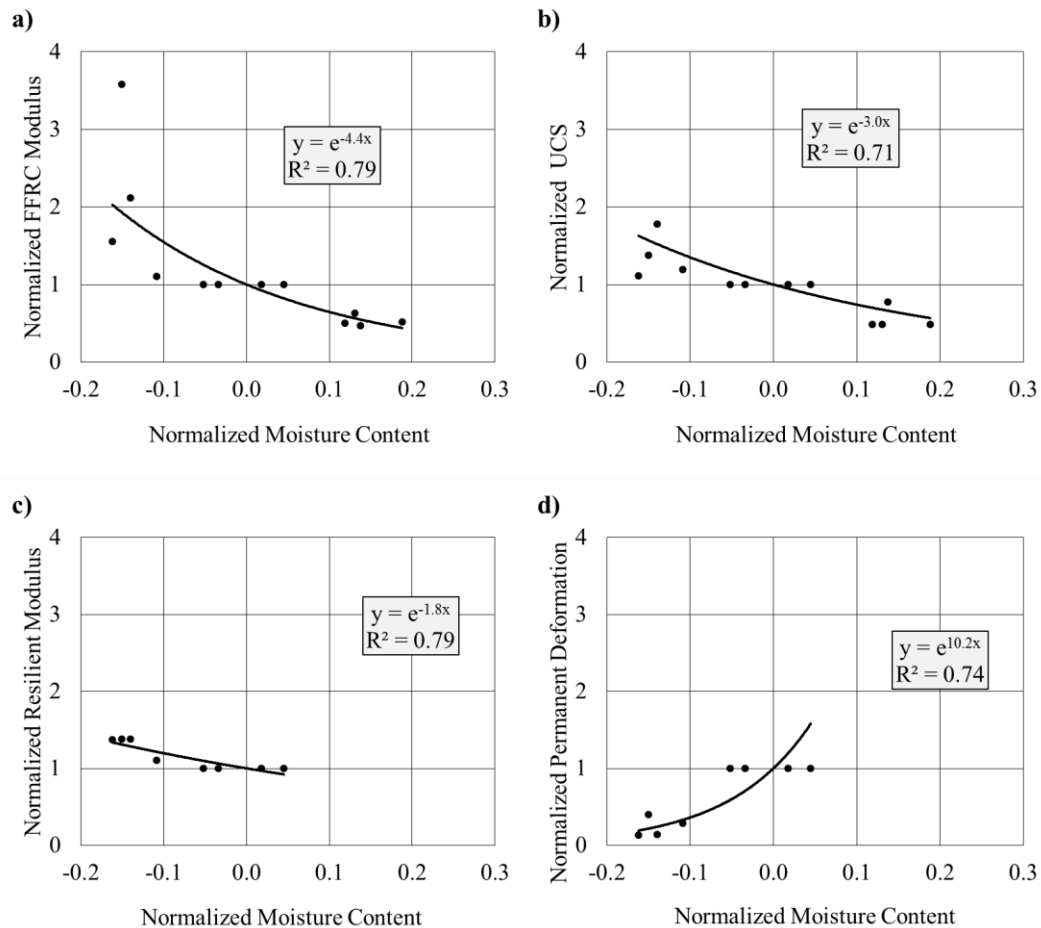 a)
Normalized FFRC Modulus
4
3
2
1
0
y = e^-4.4x
R² = 0.79
-0.2 -0.1 0.0 0.1 0.2 0.3
Normalized Moisture Content
b)
Normalized UCS
4
3
2
1
0
y = e^-3.0x
R² = 0.71
-0.2 -0.1 0.0 0.1 0.2 0.3
Normalized Moisture Content
c)
Normalized Resilient Modulus
4
3
2
1
0
y = e^-1.8x
R² = 0.79
-0.2 -0.1 0.0 0.1 0.2 0.3
Normalized Moisture Content
d)
Normalized Permanent Deformation
4
3
2
1
0
y = e^10.2x
R² = 0.74
-0.2 -0.1 0.0 0.1 0.2 0.3
Normalized Moisture Content